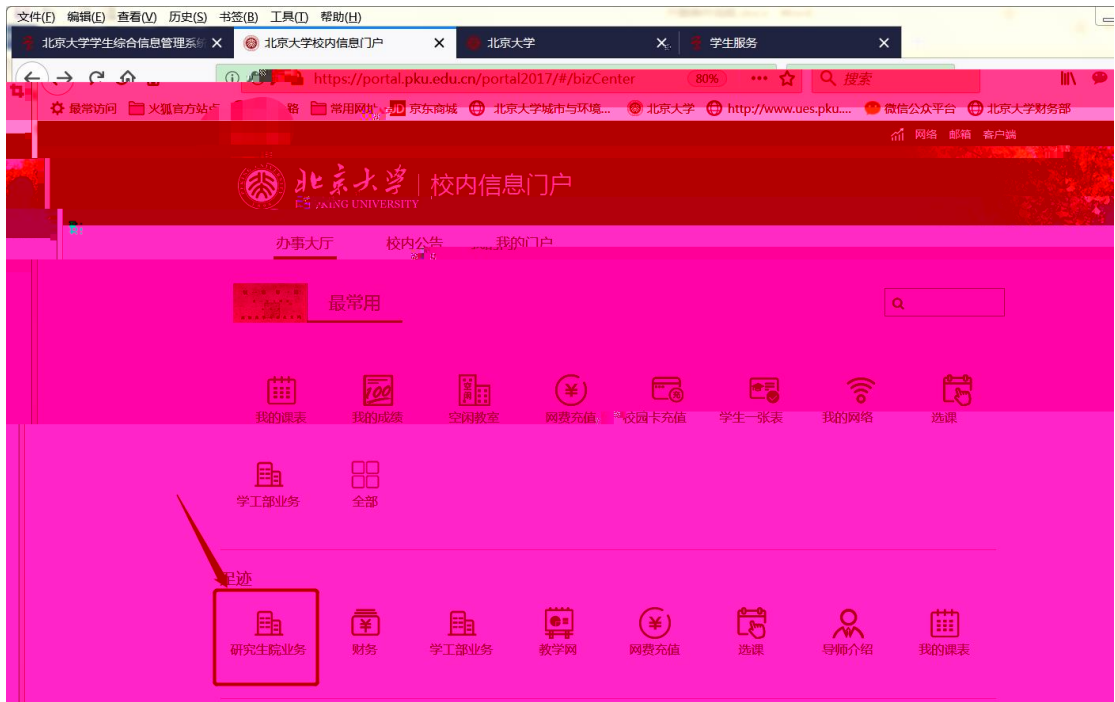 文件(F) 编辑(E) 查看(V) 历史(S) 书签(B) 工具(T) 帮助(H)
北京大学学生综合信息管理系统 × 北京大学校内信息门户 × 北京大学 × 学生服务 ×
https://portal.pku.edu.cn/portal2017/#/bizCenter 80% 搜索
最常访问 火狐官方站点 常用网址 JD 京东商城 北京大学城市与环境... 北京大学 http://www.ues.pku.... 微信公众平台 北京大学财务部
网络 邮箱 客户端
北京大学 校内信息门户
PEKING UNIVERSITY
办事大厅 校内公告 我的门户
最常用
我的课表 我的成绩 空闲教室 网费充值 校园卡充值 学生一张表 我的网络 选课
学工部业务 全部
足迹
研究生院业务 财务 学工部业务 教学网 网费充值 选课 导师介绍 我的课表